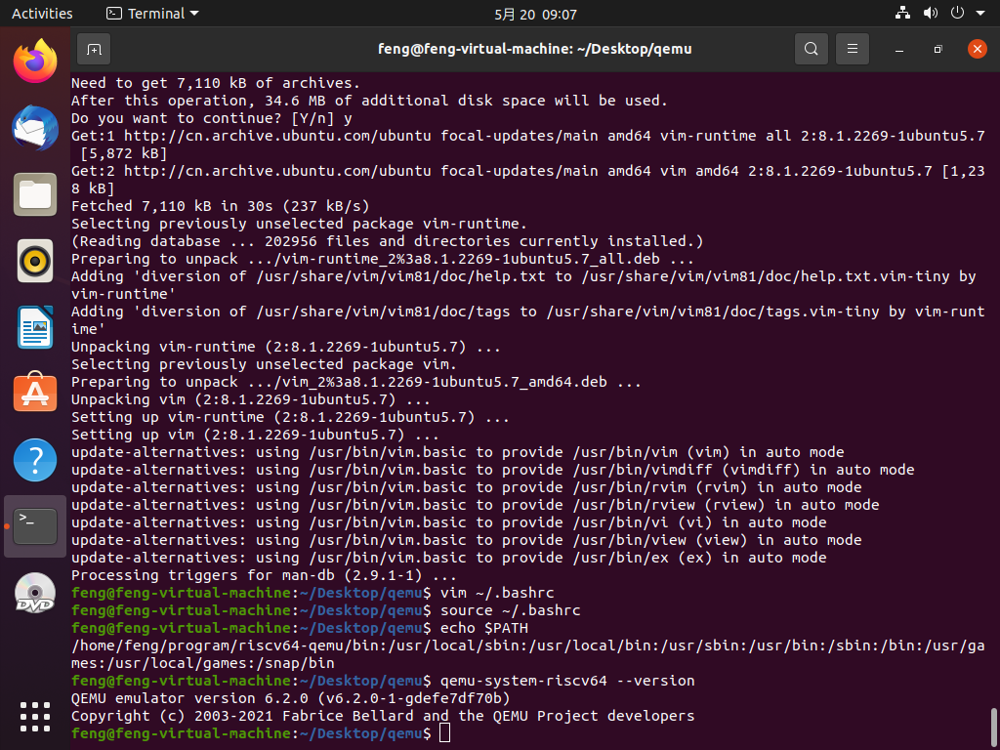 Activities
Terminal
5月 20 09:07
feng@feng-virtual-machine: ~/Desktop/qemu
Need to get 7,110 kB of archives.
After this operation, 34.6 MB of additional disk space will be used.
Do you want to continue? [Y/n] y
Get:1 http://cn.archive.ubuntu.com/ubuntu focal-updates/main amd64 vim-runtime all 2:8.1.2269-1ubuntu5.7
 [5,872 kB]
Get:2 http://cn.archive.ubuntu.com/ubuntu focal-updates/main amd64 vim amd64 2:8.1.2269-1ubuntu5.7 [1,23
8 kB]
Fetched 7,110 kB in 30s (237 kB/s)
Selecting previously unselected package vim-runtime.
(Reading database ... 202956 files and directories currently installed.)
Preparing to unpack .../vim-runtime_2%3a8.1.2269-1ubuntu5.7_all.deb ...
Adding 'diversion of /usr/share/vim/vim81/doc/help.txt to /usr/share/vim/vim81/doc/help.txt.vim-tiny by
vim-runtime'
Adding 'diversion of /usr/share/vim/vim81/doc/tags to /usr/share/vim/vim81/doc/tags.vim-tiny by vim-runt
ime'
Unpacking vim-runtime (2:8.1.2269-1ubuntu5.7) ...
Selecting previously unselected package vim.
Preparing to unpack .../vim_2%3a8.1.2269-1ubuntu5.7_amd64.deb ...
Unpacking vim (2:8.1.2269-1ubuntu5.7) ...
Setting up vim-runtime (2:8.1.2269-1ubuntu5.7) ...
Setting up vim (2:8.1.2269-1ubuntu5.7) ...
update-alternatives: using /usr/bin/vim.basic to provide /usr/bin/vim (vim) in auto mode
update-alternatives: using /usr/bin/vim.basic to provide /usr/bin/vimdiff (vimdiff) in auto mode
update-alternatives: using /usr/bin/vim.basic to provide /usr/bin/rvim (rvim) in auto mode
update-alternatives: using /usr/bin/vim.basic to provide /usr/bin/rview (rview) in auto mode
update-alternatives: using /usr/bin/vim.basic to provide /usr/bin/vi (vi) in auto mode
update-alternatives: using /usr/bin/vim.basic to provide /usr/bin/view (view) in auto mode
update-alternatives: using /usr/bin/vim.basic to provide /usr/bin/ex (ex) in auto mode
Processing triggers for man-db (2.9.1-1) ...
feng@feng-virtual-machine:~/Desktop/qemu$ vim ~/.bashrc
feng@feng-virtual-machine:~/Desktop/qemu$ source ~/.bashrc
feng@feng-virtual-machine:~/Desktop/qemu$ echo $PATH
/home/feng/program/riscv64-qemu/bin:/usr/local/sbin:/usr/local/bin:/usr/sbin:/usr/bin:/sbin:/bin:/usr/ga
mes:/usr/local/games:/snap/bin
feng@feng-virtual-machine:~/Desktop/qemu$ qemu-system-riscv64 --version
QEMU emulator version 6.2.0 (v6.2.0-1-gdefe7df70b)
Copyright (c) 2003-2021 Fabrice Bellard and the QEMU Project developers
feng@feng-virtual-machine:~/Desktop/qemu$
DVD